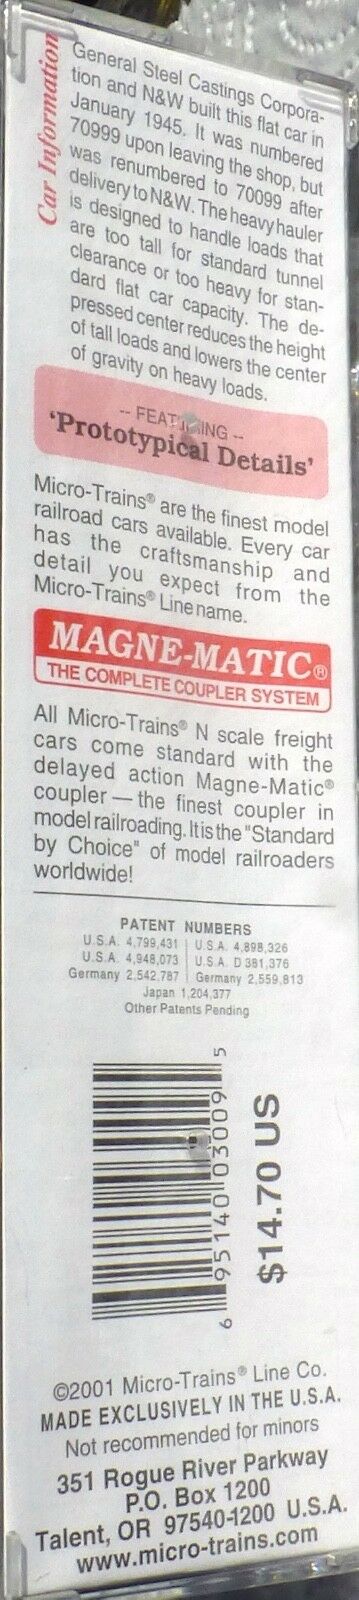 Car Information
General Steel Castings Corpora-
tion and N&W built this flat car in
January 1945. It was numbered
70999 upon leaving the shop, but
was renumbered to 70099 after
delivery to N&W. The heavy hauler
is designed to handle loads that
are too tall for standard tunnel
clearance or too heavy for stan-
dard flat car capacity. The de-
pressed center reduces the height
of tall loads and lowers the center
of gravity on heavy loads.
-- FEATURING --
'Prototypical Details'
Micro-Trains® are the finest model
railroad cars available. Every car
has the craftsmanship and
detail you expect from the
Micro-Trains® Line name.
MAGNE-MATIC®
THE COMPLETE COUPLER SYSTEM
All Micro-Trains® N scale freight
cars come standard with the
delayed action Magne-Matic®
coupler — the finest coupler in
model railroading. It is the "Standard
by Choice" of model railroaders
worldwide!
PATENT NUMBERS
U.S.A. 4,799,431 | U.S.A. 4,898,326
U.S.A. 4,948,073 | U.S.A. D 381,376
Germany 2,542,787 | Germany 2,559,813
Japan 1,204,377
Other Patents Pending
6 95140 03009 5
$14.70 US
©2001 Micro-Trains® Line Co.
MADE EXCLUSIVELY IN THE U.S.A.
Not recommended for minors
351 Rogue River Parkway
P.O. Box 1200
Talent, OR 97540-1200 U.S.A.
www.micro-trains.com